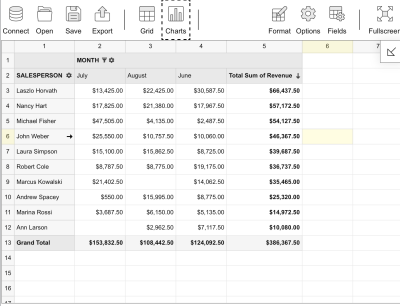 Connect Open Save Export Grid Charts Format Options Fields Fullscreen
1 2 3 4 5 6 7
1 MONTH
2 SALESPERSON July August June Total Sum of Revenue ↓
3 Laszlo Horvath $13,425.00 $22,425.00 $30,587.50 $66,437.50
4 Nancy Hart $17,825.00 $21,380.00 $17,967.50 $57,172.50
5 Michael Fisher $47,505.00 $4,135.00 $2,487.50 $54,127.50
6 John Weber → $25,550.00 $10,757.50 $10,060.00 $46,367.50
7 Laura Simpson $15,100.00 $15,862.50 $8,725.00 $39,687.50
8 Robert Cole $8,787.50 $8,775.00 $19,175.00 $36,737.50
9 Marcus Kowalski $21,402.50 $14,062.50 $35,465.00
10 Andrew Spacey $550.00 $15,995.00 $8,775.00 $25,320.00
11 Marina Rossi $3,687.50 $6,150.00 $5,135.00 $14,972.50
12 Ann Larson $2,962.50 $7,117.50 $10,080.00
13 Grand Total $153,832.50 $108,442.50 $124,092.50 $386,367.50
14
15
16
17